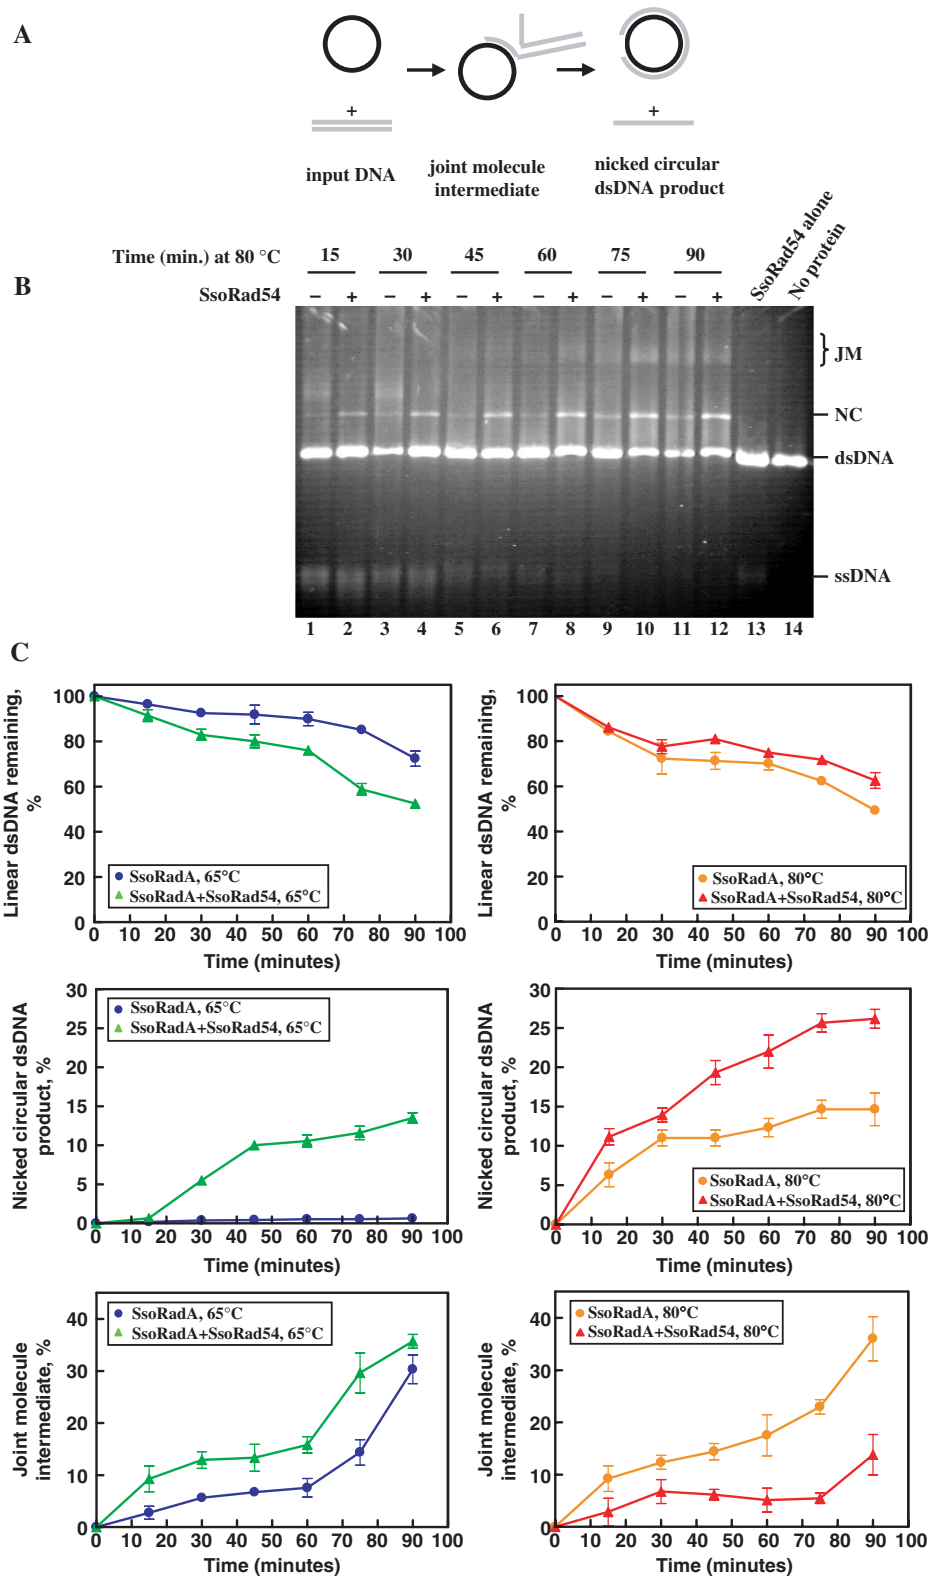 A
+
+
input DNA
joint molecule
intermediate
nicked circular
dsDNA product
B
Time (min.) at 80 °C
15 30 45 60 75 90
SsoRad54 alone
No protein
SsoRad54
– + – + – + – + – + – +
JM
NC
dsDNA
ssDNA
1 2 3 4 5 6 7 8 9 10 11 12 13 14
C
Linear dsDNA remaining,
%
100
80
60
40
20
0
SsoRadA, 65°C
SsoRadA+SsoRad54, 65°C
0 10 20 30 40 50 60 70 80 90 100
Time (minutes)
Linear dsDNA remaining,
%
100
80
60
40
20
0
SsoRadA, 80°C
SsoRadA+SsoRad54, 80°C
0 10 20 30 40 50 60 70 80 90 100
Time (minutes)
Nicked circular dsDNA
product, %
30
25
20
15
10
5
0
SsoRadA, 65°C
SsoRadA+SsoRad54, 65°C
0 10 20 30 40 50 60 70 80 90 100
Time (minutes)
Nicked circular dsDNA
product, %
30
25
20
15
10
5
0
SsoRadA, 80°C
SsoRadA+SsoRad54, 80°C
0 10 20 30 40 50 60 70 80 90 100
Time (minutes)
Joint molecule
intermediate, %
40
30
20
10
0
SsoRadA, 65°C
SsoRadA+SsoRad54, 65°C
0 10 20 30 40 50 60 70 80 90 100
Time (minutes)
Joint molecule
intermediate, %
40
30
20
10
0
SsoRadA, 80°C
SsoRadA+SsoRad54, 80°C
0 10 20 30 40 50 60 70 80 90 100
Time (minutes)